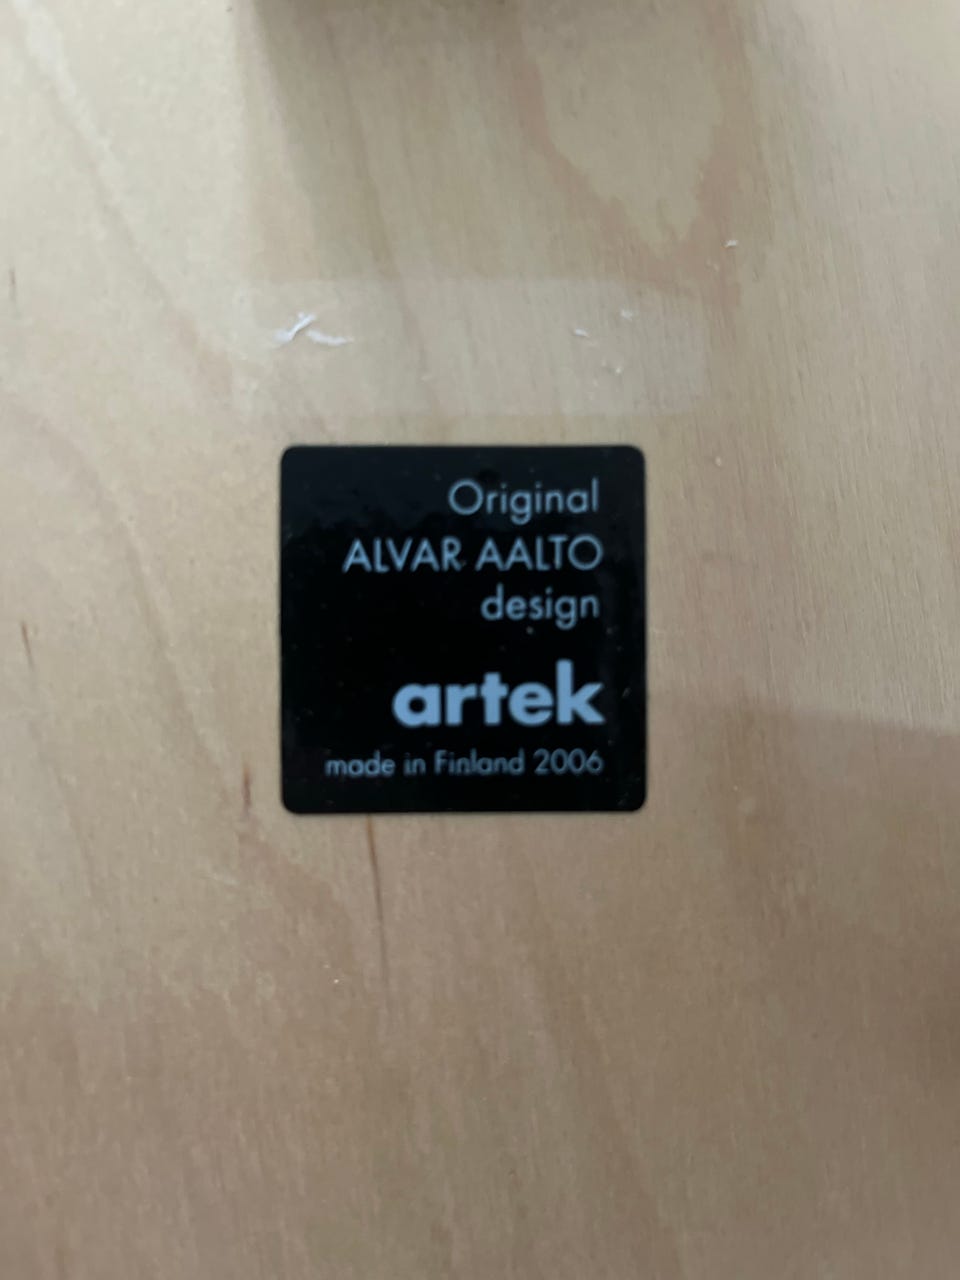 Original
ALVAR AALTO
design
artek
made in Finland 2006